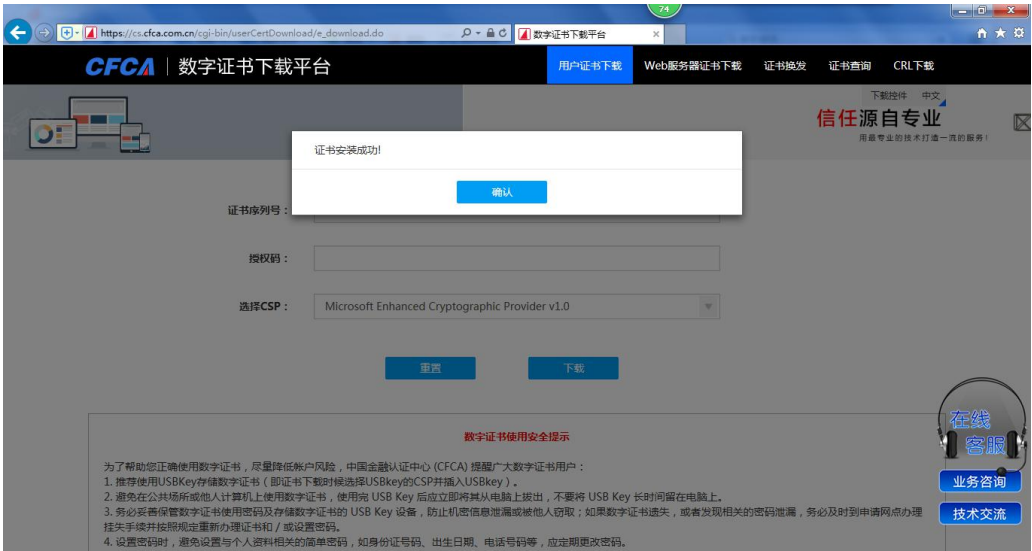 74
https://cs.cfca.com.cn/cgi-bin/userCertDownload/e_download.do
数字证书下载平台
CFCA 数字证书下载平台
用户证书下载 Web服务器证书下载 证书换发 证书查询 CRL下载
下载控件 中文
信任源自专业
用最专业的技术打造一流的服务!
证书安装成功!
确认
证书序列号：
授权码：
选择CSP： Microsoft Enhanced Cryptographic Provider v1.0
重置 下载
在线
客服
业务咨询
技术交流
数字证书使用安全提示
为了帮助您正确使用数字证书，尽量降低帐户风险，中国金融认证中心 (CFCA) 提醒广大数字证书用户：
1. 推荐使用USBKey存储数字证书（即证书下载时候选择USBkey的CSP并插入USBkey）。
2. 避免在公共场所或他人计算机上使用数字证书，使用完 USB Key 后应立即将其从电脑上拔出，不要将 USB Key 长时间留在电脑上。
3. 务必妥善保管数字证书使用密码及存储数字证书的 USB Key 设备，防止机密信息泄漏或被他人窃取；如果数字证书遗失，或者发现相关的密码泄漏，务必及时到申请网点办理
挂失手续并按照规定重新办理证书和 / 或设置密码。
4. 设置密码时，避免设置与个人资料相关的简单密码，如身份证号码、出生日期、电话号码等，应定期更改密码。